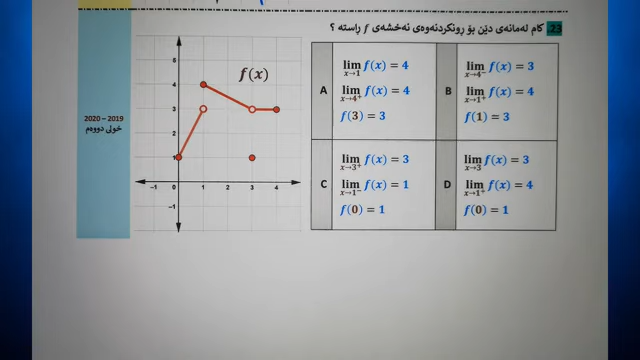 23. کام لەمانەی دێن بۆ ڕونکردنەوەی نەخشەی f ڕاستە ؟
2020 – 2019
خولی دووەم
f(x)
5
4
3
2
1
−1 0 1 2 3 4
−1
A
lim x→1 f(x) = 4
lim x→4⁺ f(x) = 4
f(3) = 3
B
lim x→4⁻ f(x) = 3
lim x→1⁺ f(x) = 4
f(1) = 3
C
lim x→3⁺ f(x) = 3
lim x→1⁻ f(x) = 1
f(0) = 1
D
lim x→3 f(x) = 3
lim x→1⁺ f(x) = 4
f(0) = 1